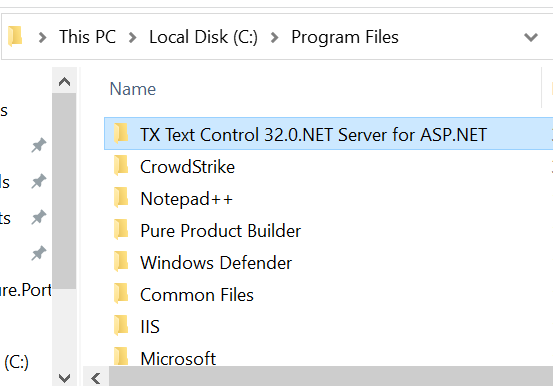 This PC > Local Disk (C:) > Program Files
Name
TX Text Control 32.0.NET Server for ASP.NET
CrowdStrike
Notepad++
Pure Product Builder
Windows Defender
Common Files
IIS
Microsoft
s
ls
ts
ure.Port
(C:)